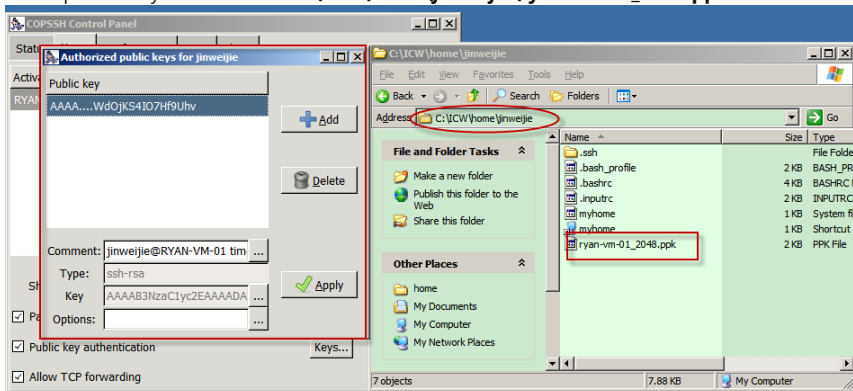 COPSSH Control Panel
Authorized public keys for jinweijie
Public key
AAAA....WdOjKS4IO7Hf9Uhv
Add
Delete
Comment: jinweijie@RYAN-VM-01 tim ...
Type: ssh-rsa
Key AAAAB3NzaC1yc2EAAAADA ...
Options: ...
Apply
Public key authentication
Keys...
Allow TCP forwarding
C:\ICW\home\jinweijie
File Edit View Favorites Tools Help
Back Search Folders
Address C:\ICW\home\jinweijie Go
File and Folder Tasks
Make a new folder
Publish this folder to the
Web
Share this folder
Other Places
home
My Documents
My Computer
My Network Places
Name Size Type
.ssh File Folde
.bash_profile 2 KB BASH_PR
.bashrc 4 KB BASHRC
.inputrc 2 KB INPUTRC
myhome 1 KB System fi
myhome 1 KB Shortcut
ryan-vm-01_2048.ppk 2 KB PPK File
7 objects 7.88 KB My Computer